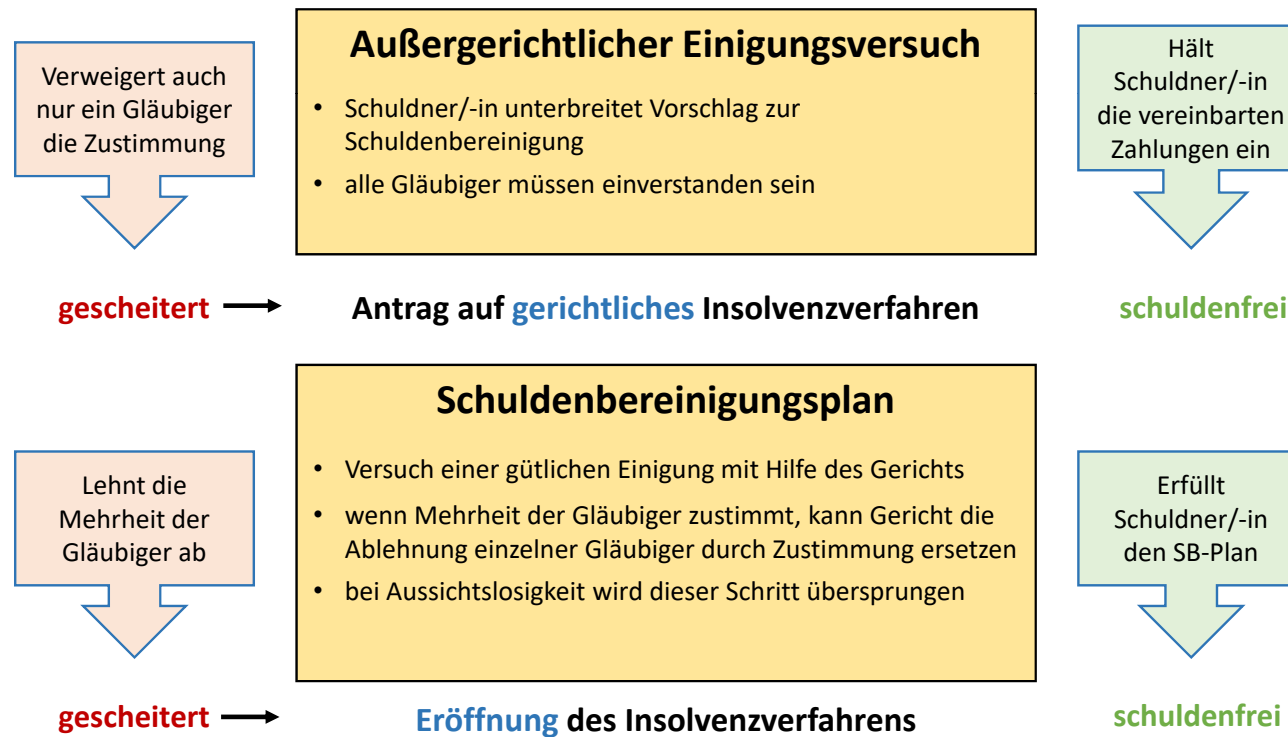 Außergerichtlicher Einigungsversuch
Verweigert auch
nur ein Gläubiger
die Zustimmung
• Schuldner/-in unterbreitet Vorschlag zur
Schuldenbereinigung
• alle Gläubiger müssen einverstanden sein
Hält
Schuldner/-in
die vereinbarten
Zahlungen ein
gescheitert
Antrag auf gerichtliches Insolvenzverfahren
schuldenfrei
Schuldenbereinigungsplan
Lehnt die
Mehrheit der
Gläubiger ab
• Versuch einer gütlichen Einigung mit Hilfe des Gerichts
• wenn Mehrheit der Gläubiger zustimmt, kann Gericht die
Ablehnung einzelner Gläubiger durch Zustimmung ersetzen
• bei Aussichtslosigkeit wird dieser Schritt übersprungen
Erfüllt
Schuldner/-in
den SB-Plan
gescheitert
Eröffnung des Insolvenzverfahrens
schuldenfrei